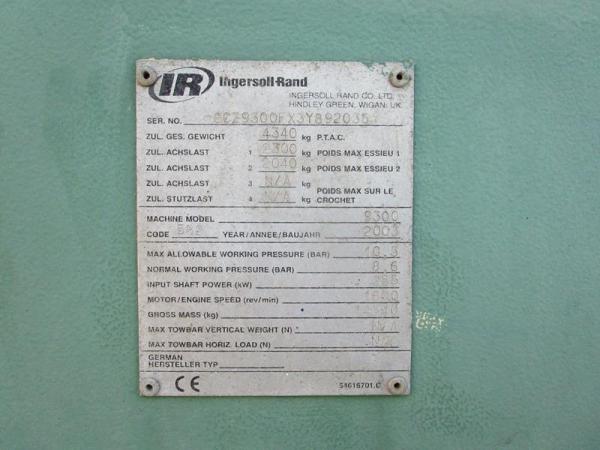 IR Ingersoll-Rand
INGERSOLL RAND CO. LTD.
HINDLEY GREEN, WIGAN, UK
SER. NO.
ZUL. GES. GEWICHT 4340 kg P.T.A.C.
ZUL. ACHSLAST 1 2300 kg POIDS MAX ESSIEU 1
ZUL. ACHSLAST 2 2040 kg POIDS MAX ESSIEU 2
ZUL. ACHSLAST 3 N/A kg POIDS MAX SUR LE
ZUL. STUTZLAST 4 N/A kg CROCHET
MACHINE MODEL 9300
CODE YEAR/ANNEE/BAUJAHR 2003
MAX ALLOWABLE WORKING PRESSURE (BAR) 10.3
NORMAL WORKING PRESSURE (BAR) 8.6
INPUT SHAFT POWER (kW)
MOTOR/ENGINE SPEED (rev/min)
GROSS MASS (kg)
MAX TOWBAR VERTICAL WEIGHT (N) N/A
MAX TOWBAR HORIZ. LOAD (N) N/A
GERMAN
HERSTELLER TYP
CE 54616701.C